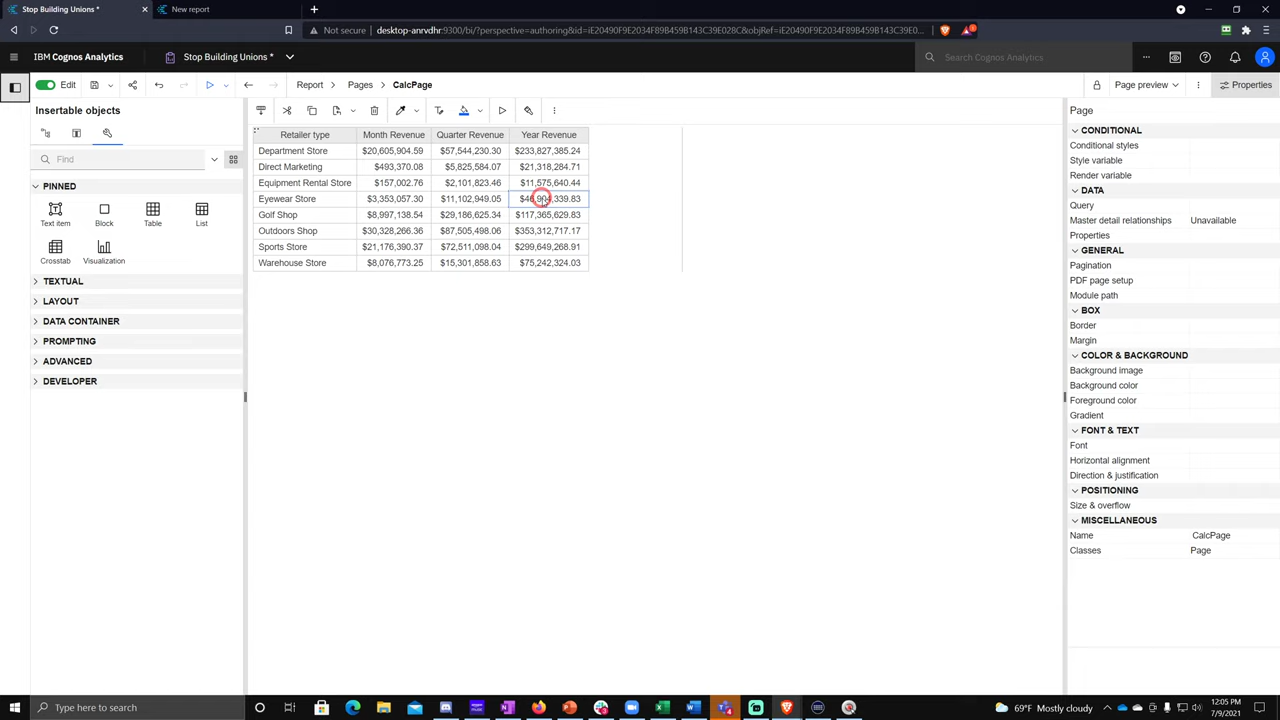 Stop Building Unions *
New report
Not secure desktop-anrvdhr:9300/bi/?perspective=authoring&id=iE20490F9E2034F89B459B143C39E028C&objRef=iE20490F9E2034F89B459B143C39E02BC&F...
IBM Cognos Analytics
Stop Building Unions *
Search Cognos Analytics
Edit
Report
Pages
CalcPage
Page preview
Properties
Insertable objects
Find
PINNED
Text item
Block
Table
List
Crosstab
Visualization
TEXTUAL
LAYOUT
DATA CONTAINER
PROMPTING
ADVANCED
DEVELOPER
Retailer type Month Revenue Quarter Revenue Year Revenue
Department Store $20,605,904.59 $57,544,230.30 $233,827,385.24
Direct Marketing $493,370.08 $5,825,584.07 $21,318,284.71
Equipment Rental Store $157,002.76 $2,101,823.46 $11,575,640.44
Eyewear Store $3,353,057.30 $11,102,949.05
Golf Shop $8,997,138.54 $29,186,625.34 $117,365,629.83
Outdoors Shop $30,328,266.36 $87,505,498.06 $353,312,717.17
Sports Store $21,176,390.37 $72,511,098.04 $299,649,268.91
Warehouse Store $8,076,773.25 $15,301,858.63 $75,242,324.03
Page
CONDITIONAL
Conditional styles
Style variable
Render variable
DATA
Query
Master detail relationships Unavailable
Properties
GENERAL
Pagination
PDF page setup
Module path
BOX
Border
Margin
COLOR & BACKGROUND
Background image
Background color
Foreground color
Gradient
FONT & TEXT
Font
Horizontal alignment
Direction & justification
POSITIONING
Size & overflow
MISCELLANEOUS
Name CalcPage
Classes Page
Type here to search
69°F Mostly cloudy
12:05 PM
7/9/2021